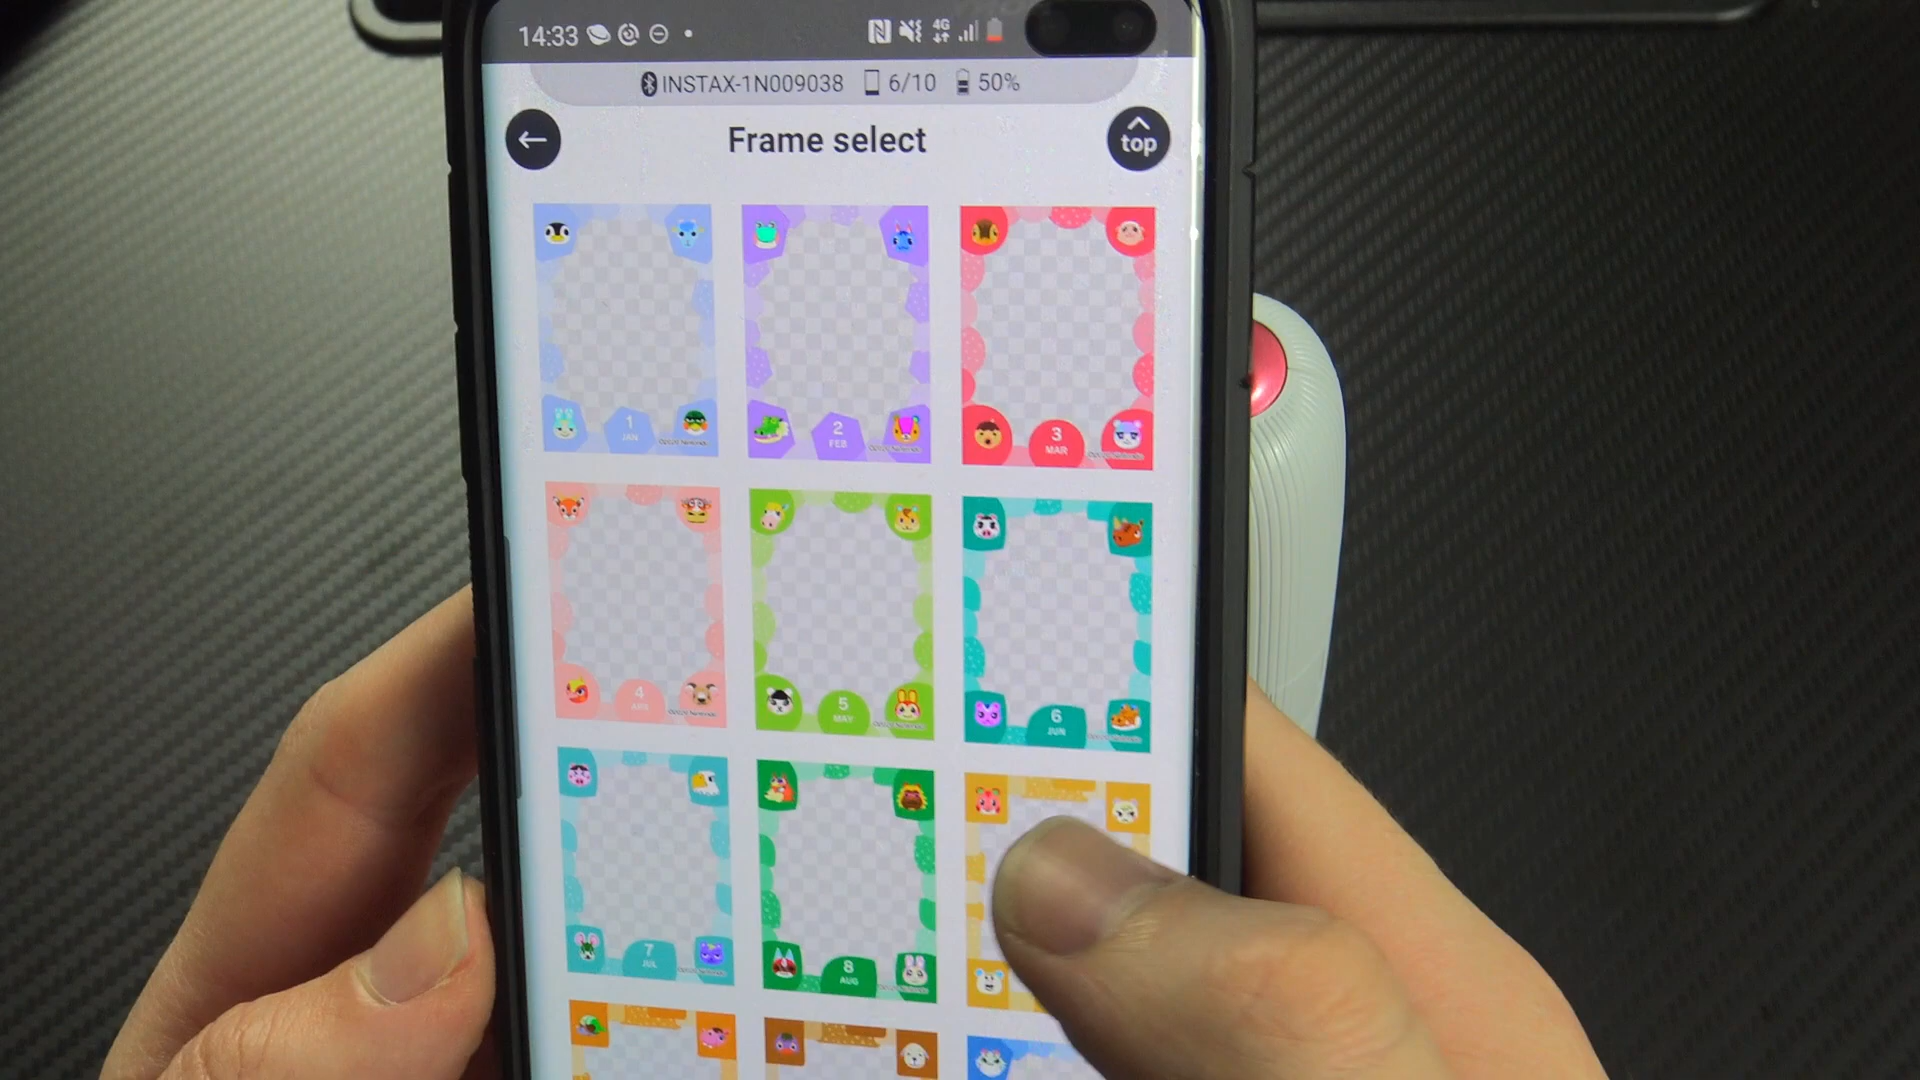 14:33 4G
INSTAX-1N009038 6/10 50%
Frame select
top
1
JAN
2
FEB
3
MAR
4
APR
5
MAY
6
JUN
7
JUL
8
AUG